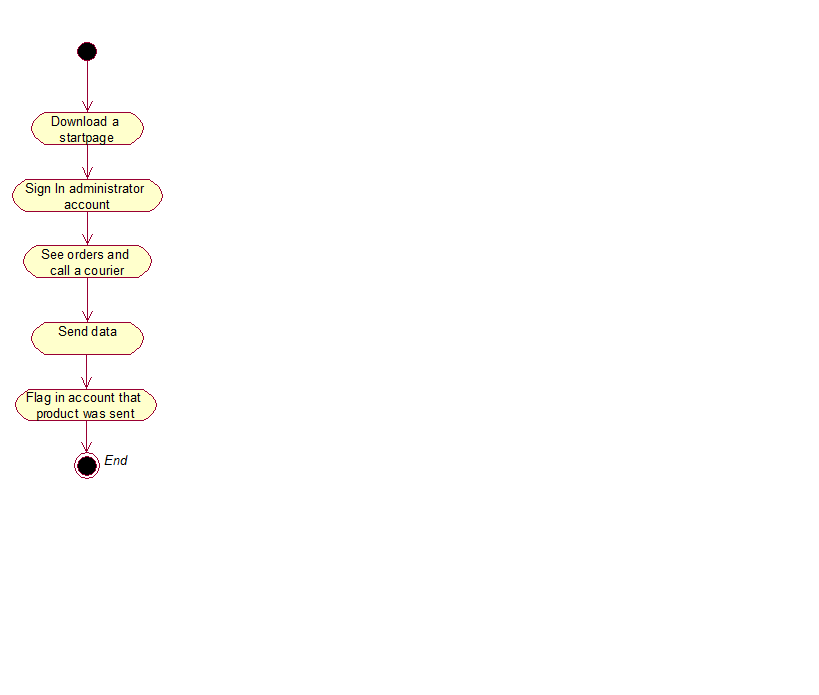 Download a
startpage
Sign In administrator
account
See orders and
call a courier
Send data
Flag in account that
product was sent
End